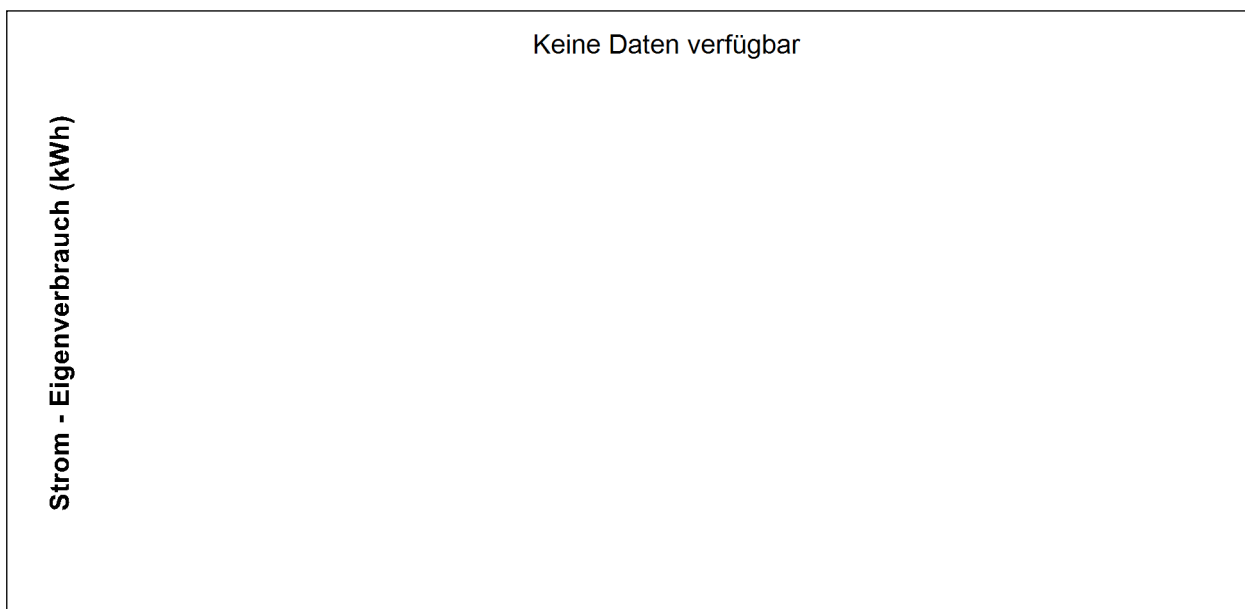 Keine Daten verfügbar
Strom - Eigenverbrauch (kWh)